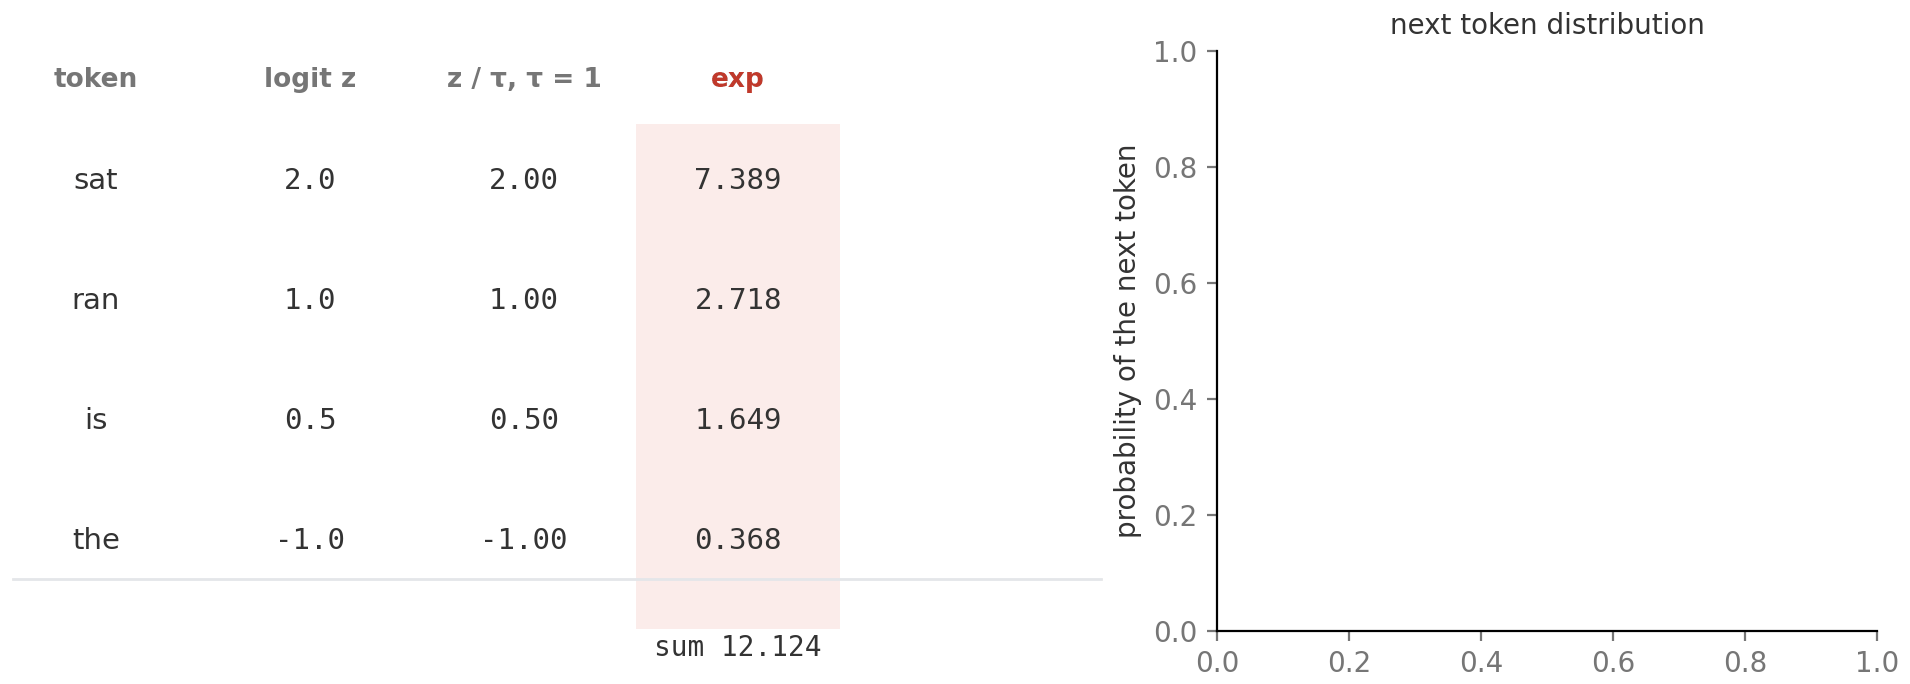 token logit z z / τ, τ = 1 exp
sat 2.0 2.00 7.389
ran 1.0 1.00 2.718
is 0.5 0.50 1.649
the -1.0 -1.00 0.368
sum 12.124
next token distribution
probability of the next token
1.0
0.8
0.6
0.4
0.2
0.0
0.0 0.2 0.4 0.6 0.8 1.0